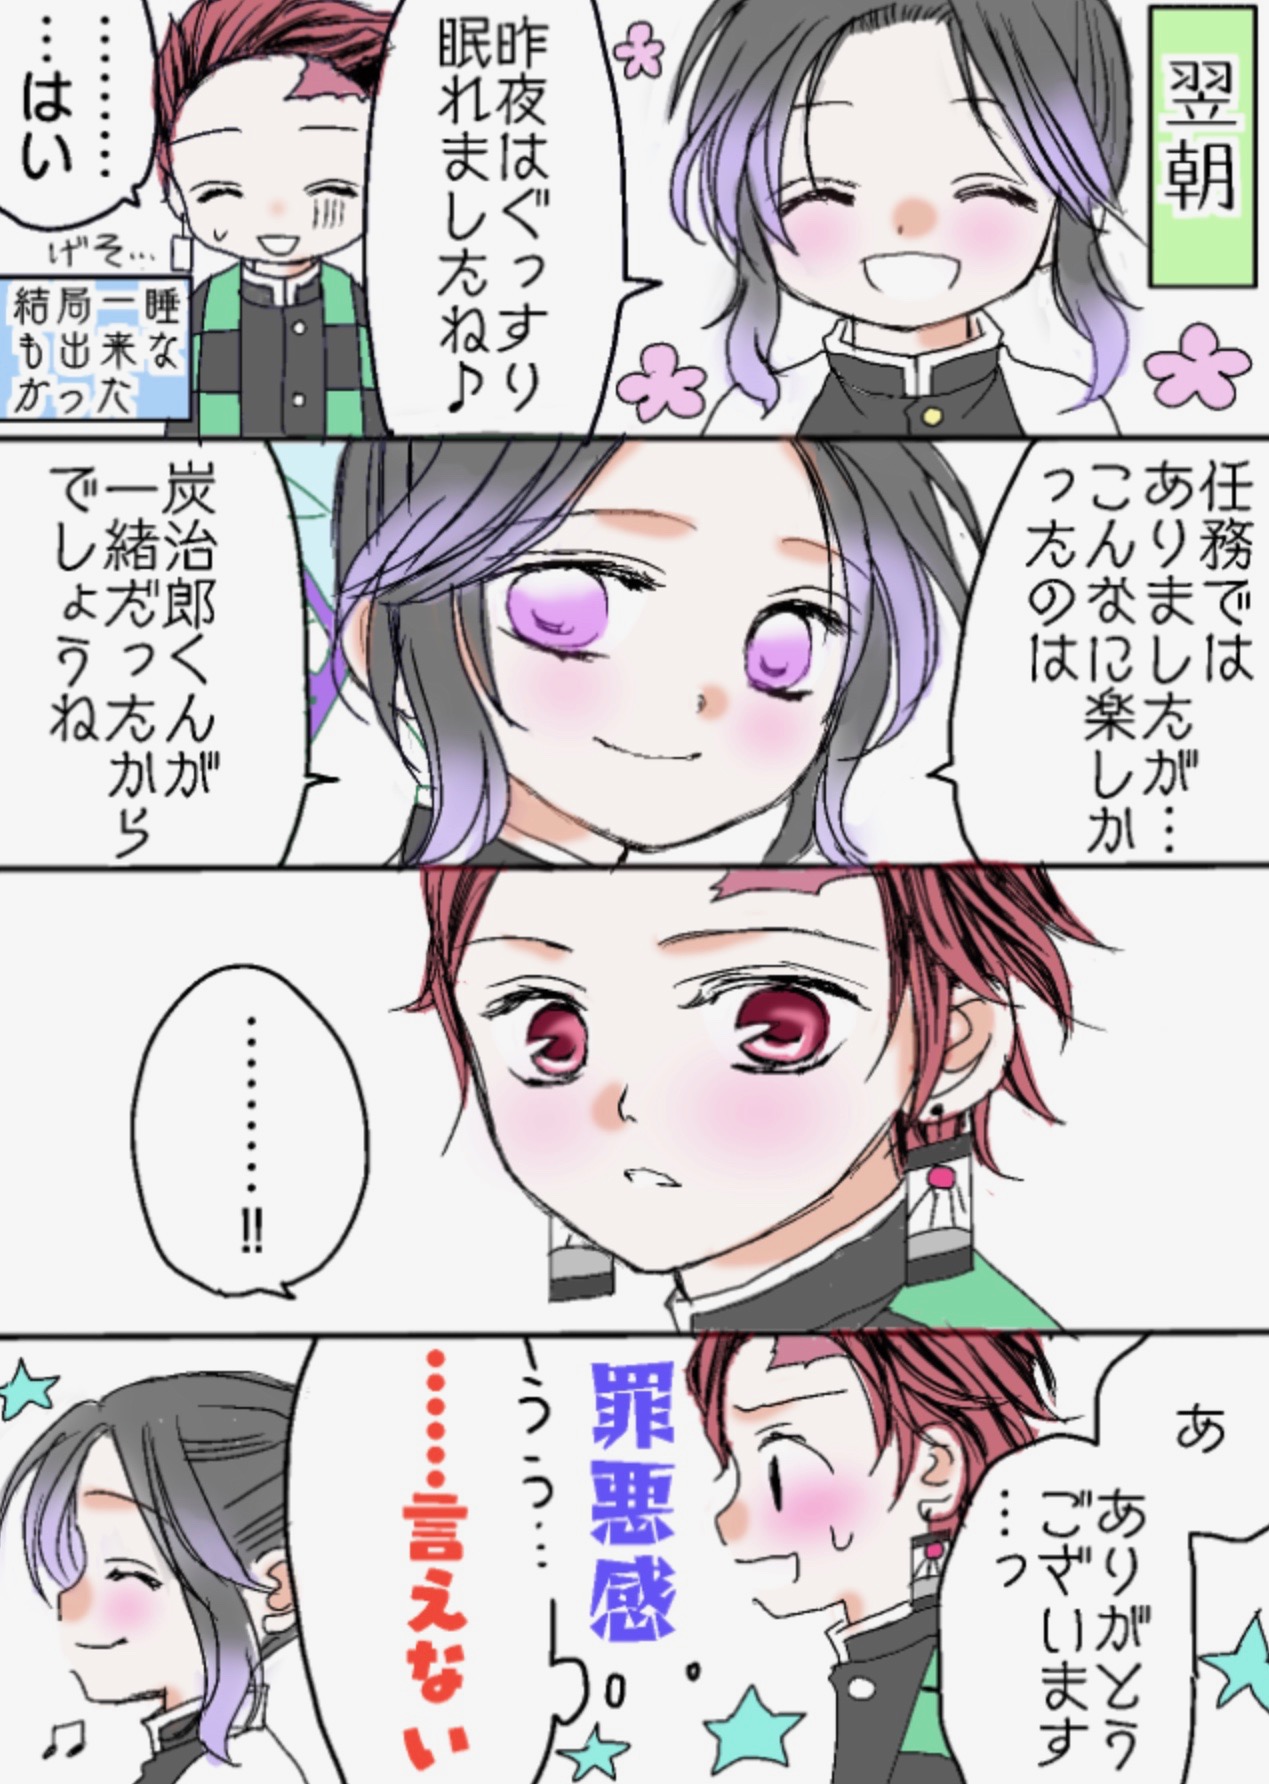 翌朝
昨夜はぐっすり
眠れましたね♪
…………
…はい
げそ…
結局一睡
も出来な
かった
任務では
ありましたが…
こんなに楽しか
ったのは
炭治郎くんが
一緒だったから
でしょうね
………!!
あ
ありがとう
ございます
…っ
罪悪感
うぅ…
………言えない